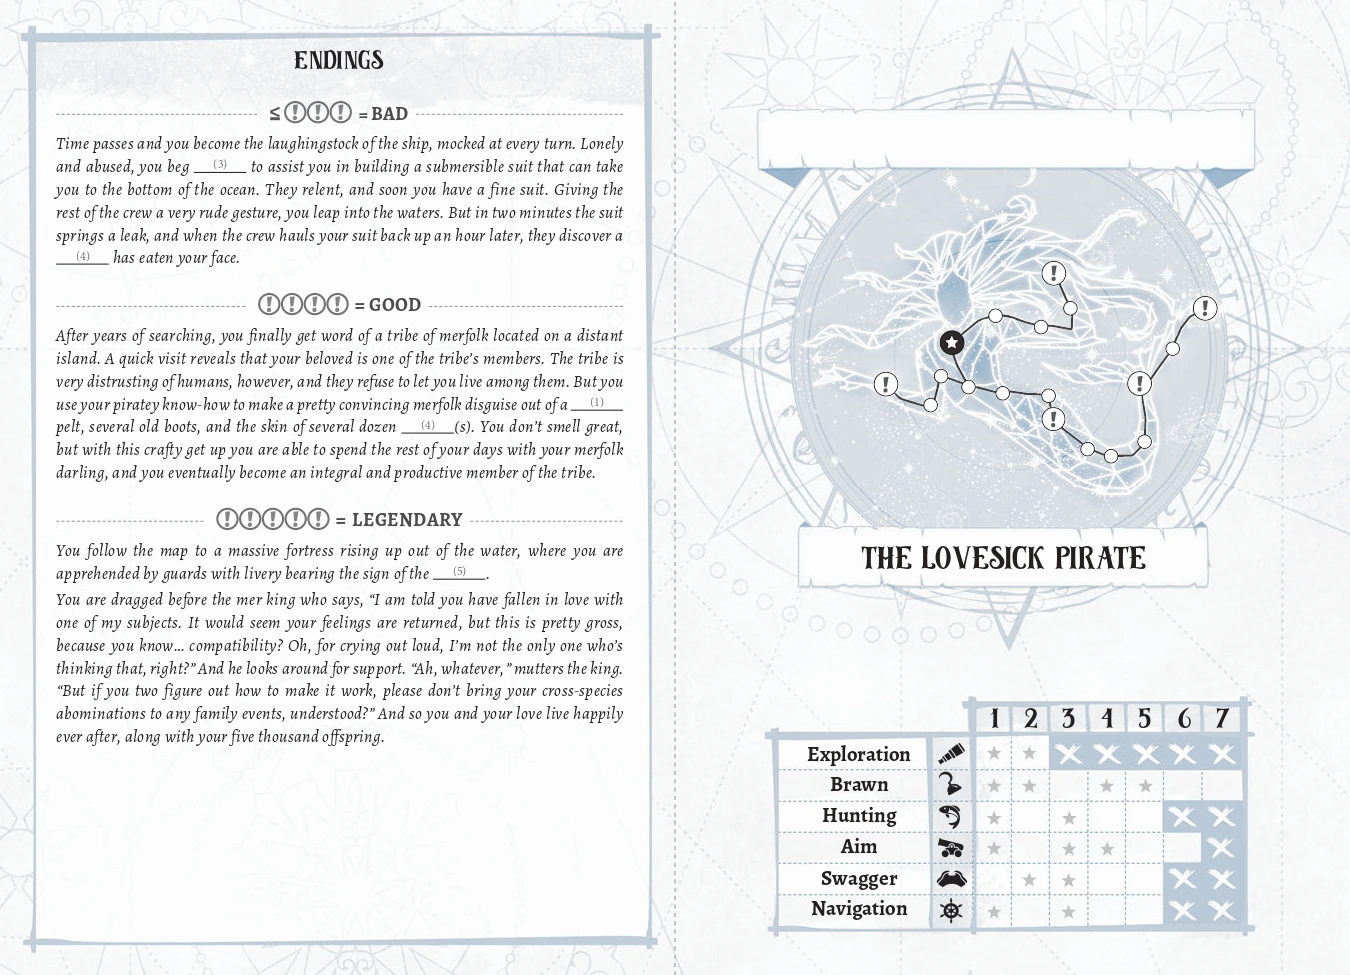 ENDINGS
≤ !!! = BAD
Time passes and you become the laughingstock of the ship, mocked at every turn. Lonely
and abused, you beg ___(3)___ to assist you in building a submersible suit that can take
you to the bottom of the ocean. They relent, and soon you have a fine suit. Giving the
rest of the crew a very rude gesture, you leap into the waters. But in two minutes the suit
springs a leak, and when the crew hauls your suit back up an hour later, they discover a
___(4)___ has eaten your face.
!!!! = GOOD
After years of searching, you finally get word of a tribe of merfolk located on a distant
island. A quick visit reveals that your beloved is one of the tribe's members. The tribe is
very distrusting of humans, however, and they refuse to let you live among them. But you
use your piratey know-how to make a pretty convincing merfolk disguise out of a ___(1)___
pelt, several old boots, and the skin of several dozen ___(4)___(s). You don't smell great,
but with this crafty get up you are able to spend the rest of your days with your merfolk
darling, and you eventually become an integral and productive member of the tribe.
!!!!! = LEGENDARY
You follow the map to a massive fortress rising up out of the water, where you are
apprehended by guards with livery bearing the sign of the ___(5)___.
You are dragged before the mer king who says, "I am told you have fallen in love with
one of my subjects. It would seem your feelings are returned, but this is pretty gross,
because you know... compatibility? Oh, for crying out loud, I'm not the only one who's
thinking that, right?" And he looks around for support. "Ah, whatever," mutters the king.
"But if you two figure out how to make it work, please don't bring your cross-species
abominations to any family events, understood?" And so you and your love live happily
ever after, along with your five thousand offspring.
!
!
!
!
!
THE LOVESICK PIRATE
1 2 3 4 5 6 7
Exploration
Brawn
Hunting
Aim
Swagger
Navigation